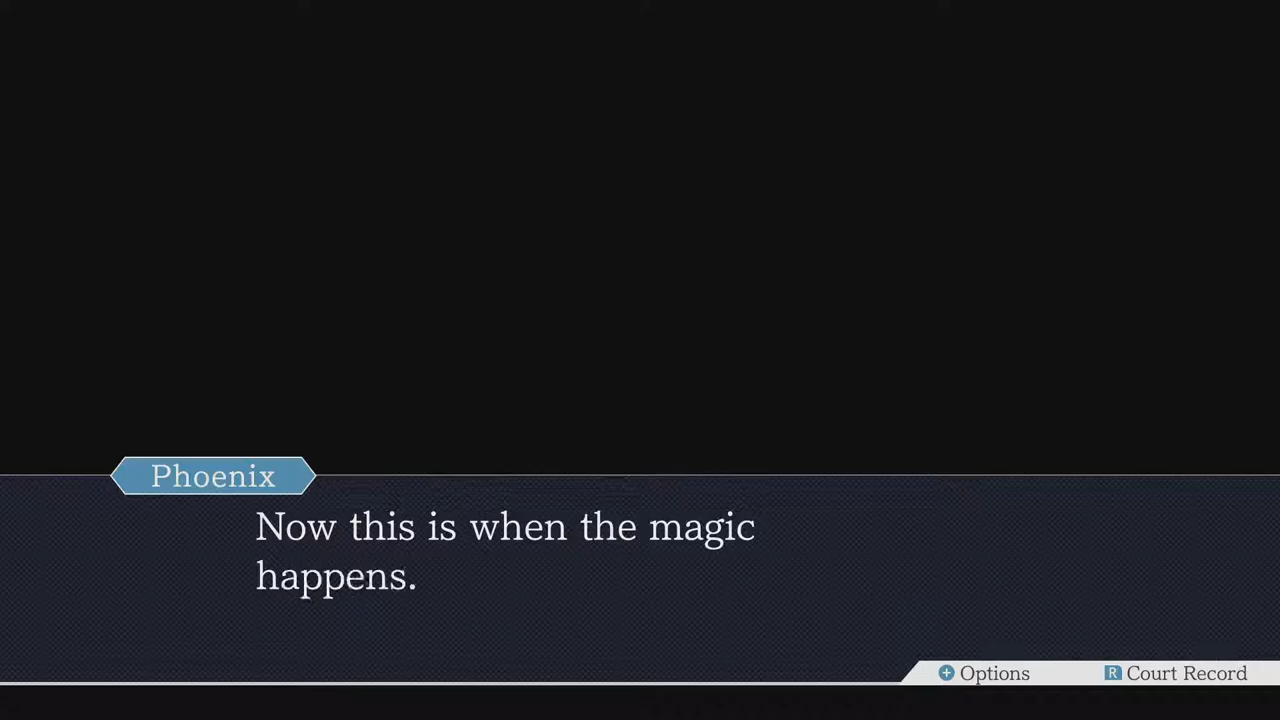 Phoenix
Now this is when the magic
happens.
+ Options
R Court Record